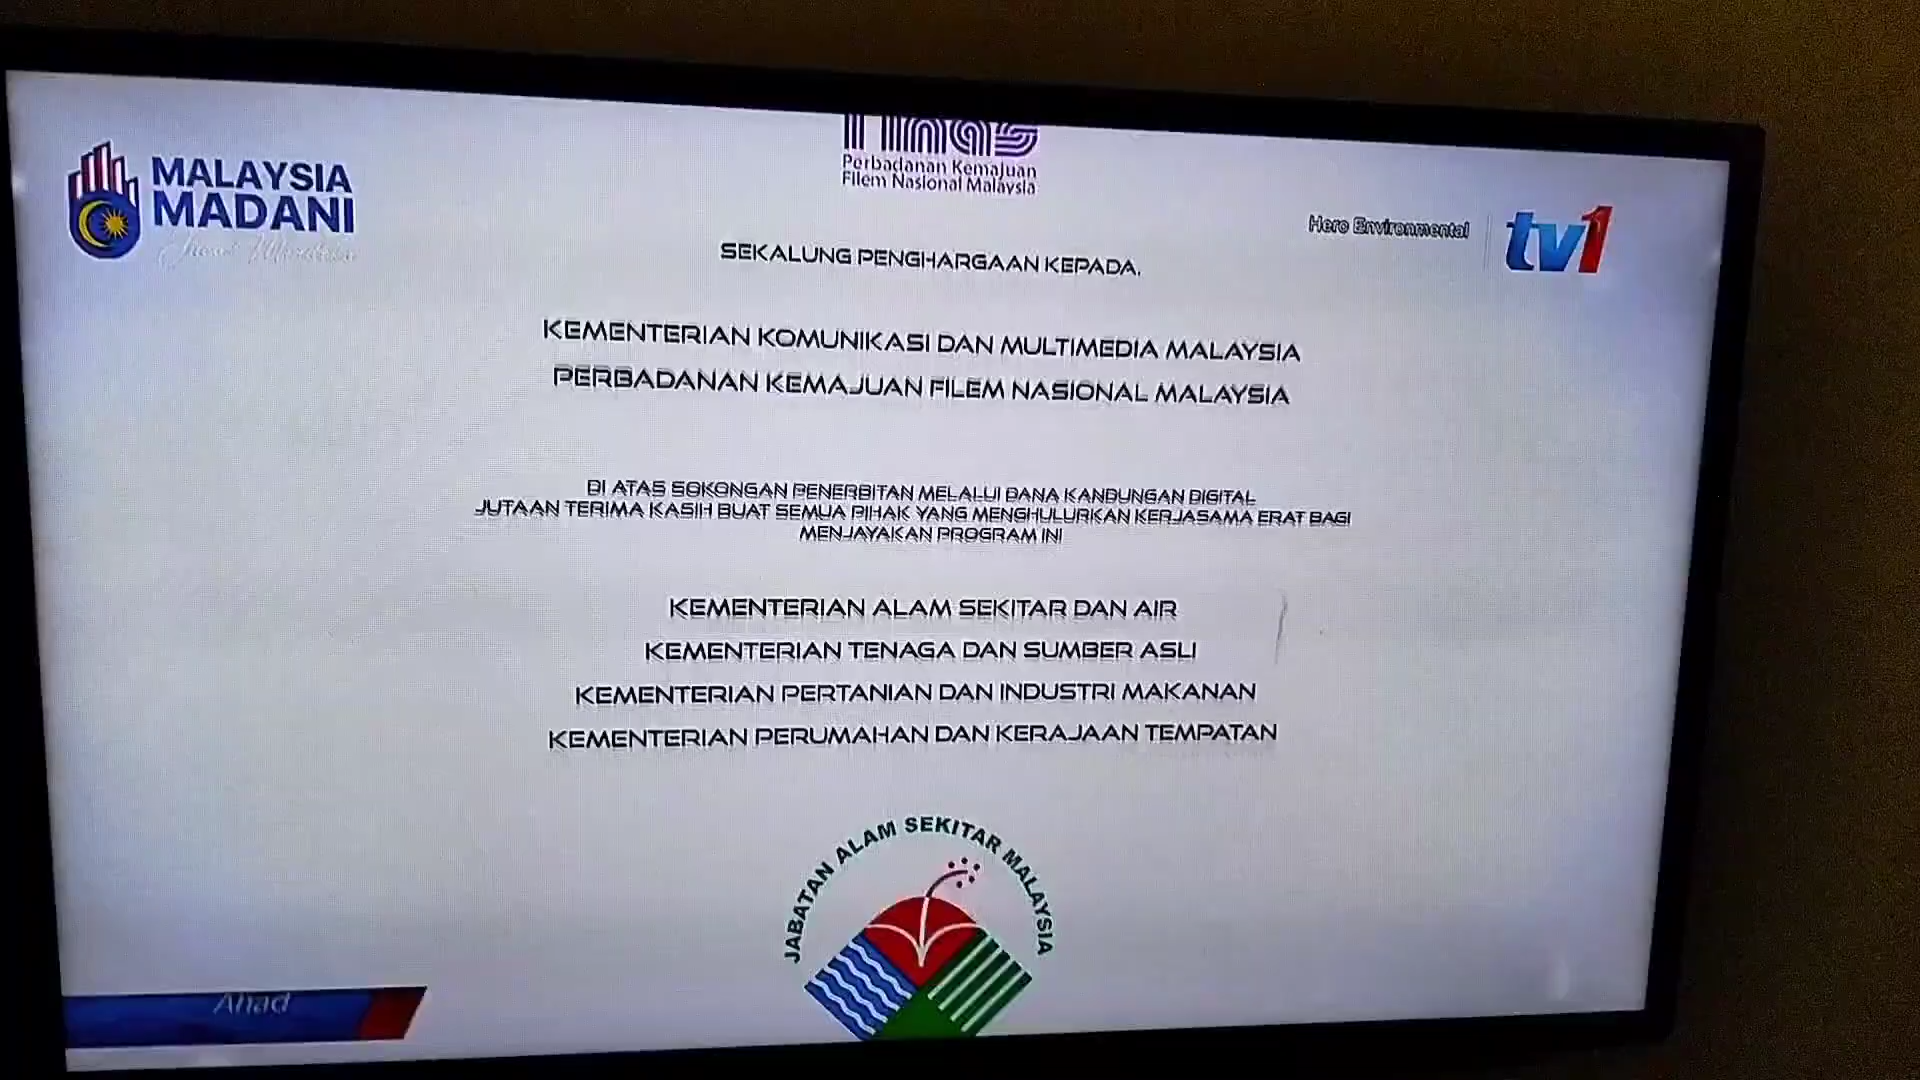 finas
Perbadanan Kemajuan
Filem Nasional Malaysia
MALAYSIA
MADANI
Hero Environmental
tv1
SEKALUNG PENGHARGAAN KEPADA,
KEMENTERIAN KOMUNIKASI DAN MULTIMEDIA MALAYSIA
PERBADANAN KEMAJUAN FILEM NASIONAL MALAYSIA
DI ATAS SOKONGAN PENERBITAN MELALUI DANA KANDUNGAN DIGITAL
JUTAAN TERIMA KASIH BUAT SEMUA PIHAK YANG MENGHULURKAN KERJASAMA ERAT BAGI
MENJAYAKAN PROGRAM INI
KEMENTERIAN ALAM SEKITAR DAN AIR
KEMENTERIAN TENAGA DAN SUMBER ASLI
KEMENTERIAN PERTANIAN DAN INDUSTRI MAKANAN
KEMENTERIAN PERUMAHAN DAN KERAJAAN TEMPATAN
JABATAN ALAM SEKITAR MALAYSIA
Ahad